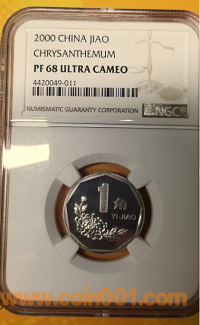 2000 CHINA JIAO
CHRYSANTHEMUM
PF 68 ULTRA CAMEO
4420049-011
NUMISMATIC GUARANTY CORPORATION
NGC®
1角
YI JIAO
www.coin001.com